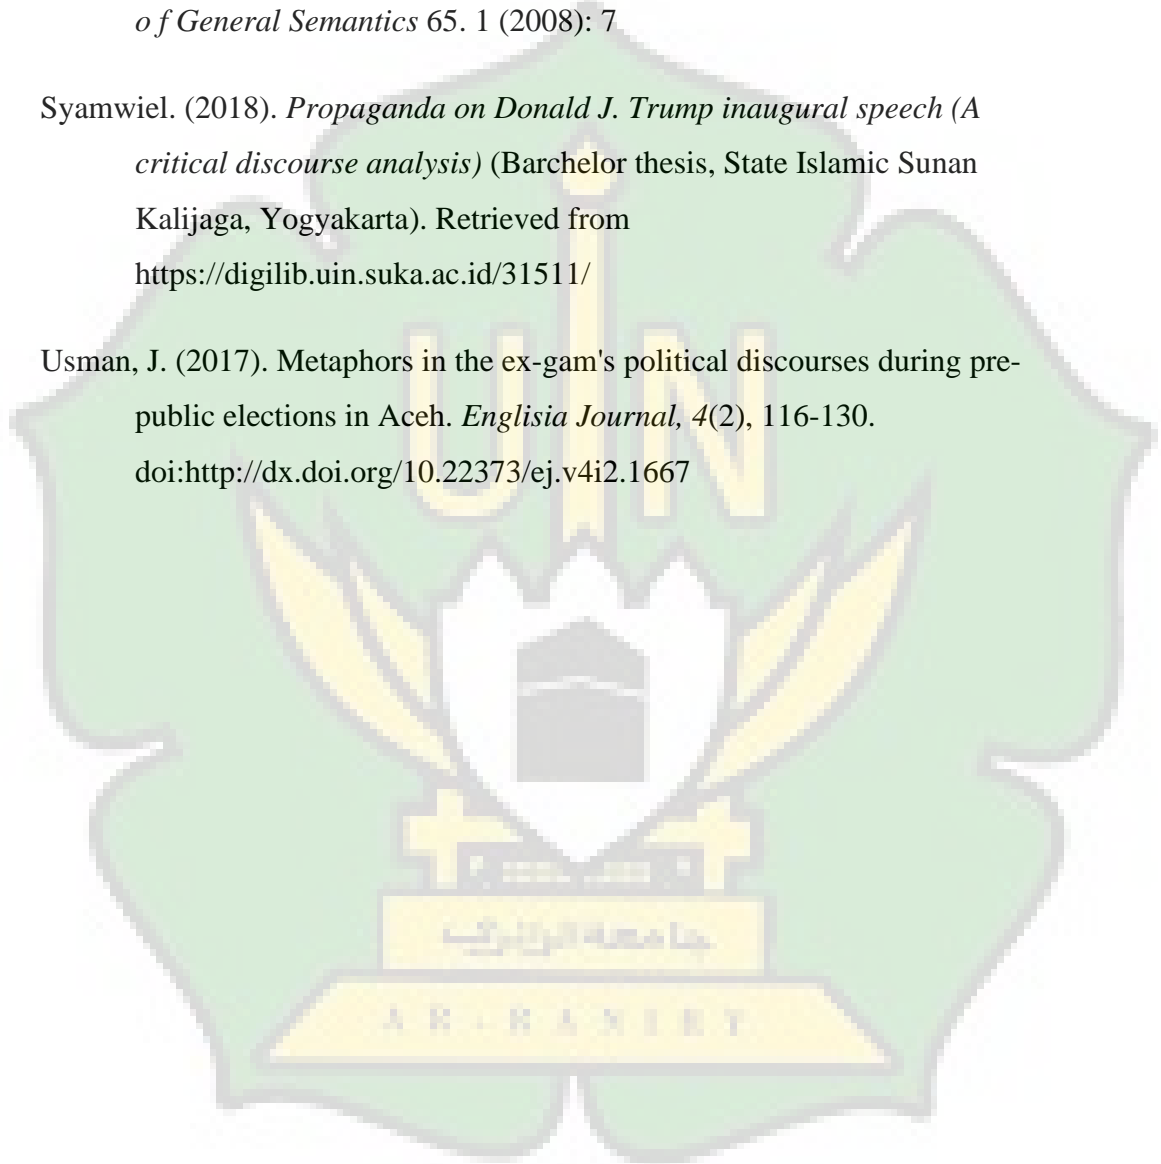 o f General Semantics 65. 1 (2008): 7
Syamwiel. (2018). Propaganda on Donald J. Trump inaugural speech (A
critical discourse analysis) (Barchelor thesis, State Islamic Sunan
Kalijaga, Yogyakarta). Retrieved from
https://digilib.uin.suka.ac.id/31511/
Usman, J. (2017). Metaphors in the ex-gam's political discourses during pre-
public elections in Aceh. Englisia Journal, 4(2), 116-130.
doi:http://dx.doi.org/10.22373/ej.v4i2.1667
UIN
جامعة الرانري
AR-RANIRY